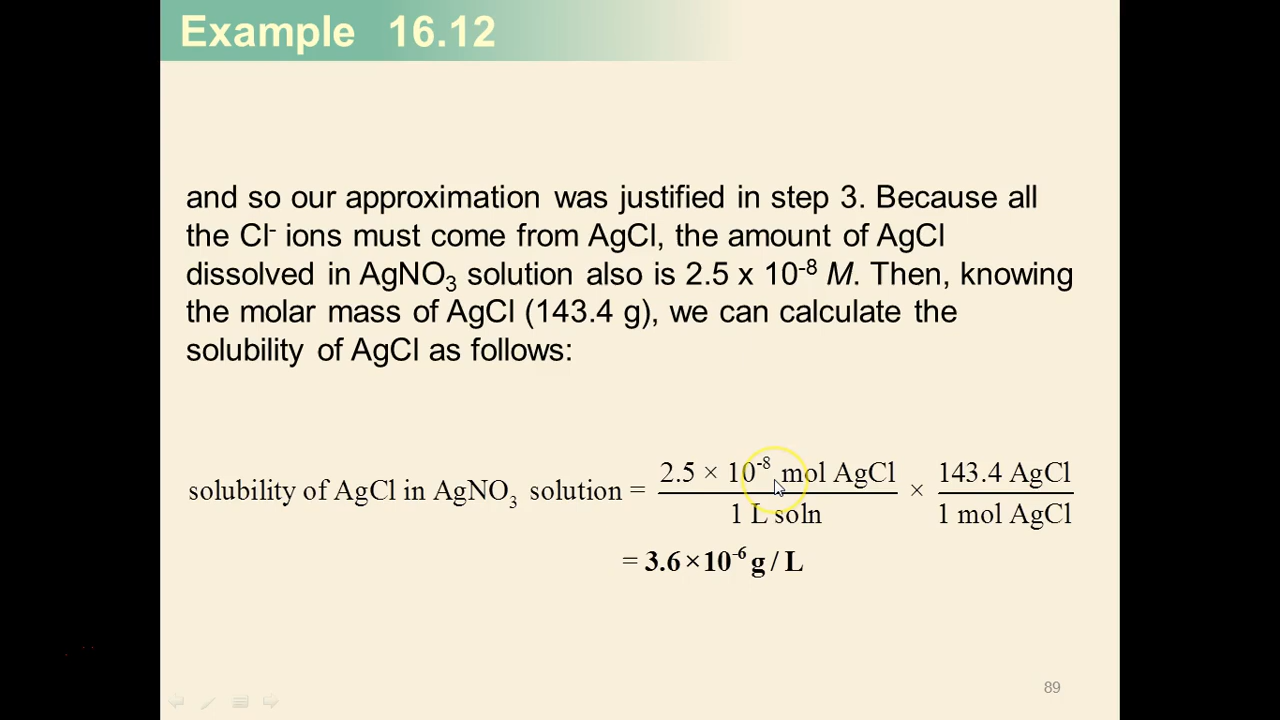 Example 16.12
and so our approximation was justified in step 3. Because all
the Cl⁻ ions must come from AgCl, the amount of AgCl
dissolved in AgNO₃ solution also is 2.5 x 10⁻⁸ M. Then, knowing
the molar mass of AgCl (143.4 g), we can calculate the
solubility of AgCl as follows:
solubility of AgCl in AgNO₃ solution = 2.5 × 10⁻⁸ mol AgCl / 1 L soln × 143.4 AgCl / 1 mol AgCl
= 3.6×10⁻⁶ g / L
89